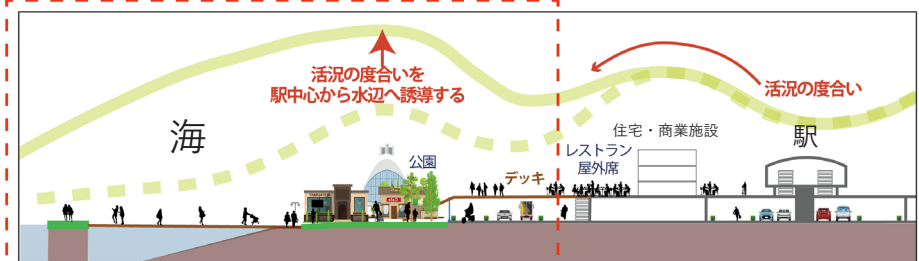 活況の度合いを
駅中心から水辺へ誘導する
活況の度合い
海
住宅・商業施設
駅
公園
レストラン
屋外席
デッキ